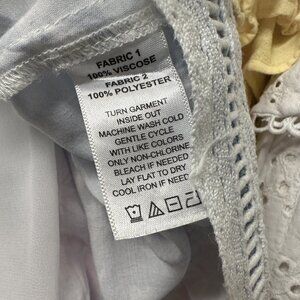 FABRIC 1
100% VISCOSE
FABRIC 2
100% POLYESTER
TURN GARMENT
INSIDE OUT
MACHINE WASH COLD
GENTLE CYCLE
WITH LIKE COLORS
ONLY NON-CHLORINE
BLEACH IF NEEDED
LAY FLAT TO DRY
COOL IRON IF NEEDED